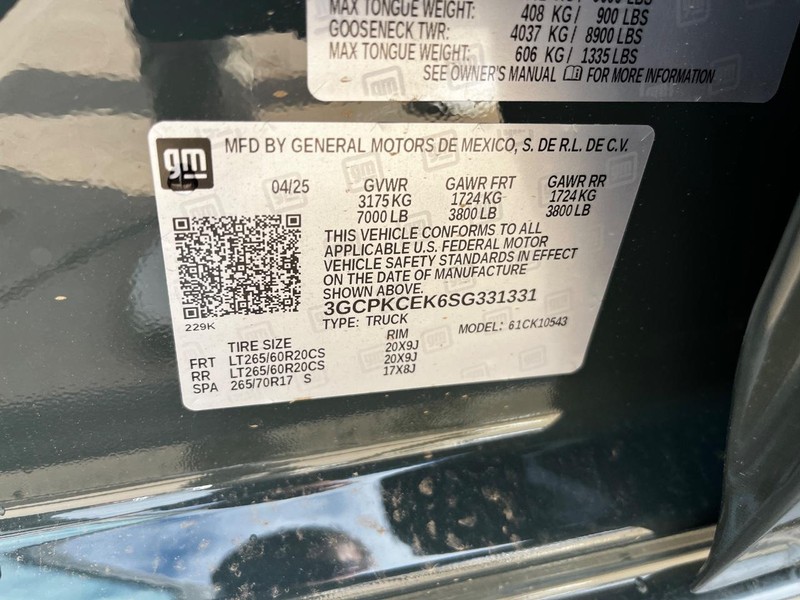 MAX TONGUE WEIGHT: 408 KG / 900 LBS
GOOSENECK TWR: 4037 KG / 8900 LBS
MAX TONGUE WEIGHT: 606 KG / 1335 LBS
SEE OWNER'S MANUAL FOR MORE INFORMATION
gm
MFD BY GENERAL MOTORS DE MEXICO, S. DE R.L. DE C.V.
04/25 GVWR GAWR FRT GAWR RR
3175 KG 1724 KG 1724 KG
7000 LB 3800 LB 3800 LB
THIS VEHICLE CONFORMS TO ALL
APPLICABLE U.S. FEDERAL MOTOR
VEHICLE SAFETY STANDARDS IN EFFECT
ON THE DATE OF MANUFACTURE
SHOWN ABOVE.
3GCPKCEK6SG331331
229K
TYPE: TRUCK MODEL: 61CK10543
TIRE SIZE RIM
FRT LT265/60R20CS 20X9J
RR LT265/60R20CS 20X9J
SPA 265/70R17 S 17X8J